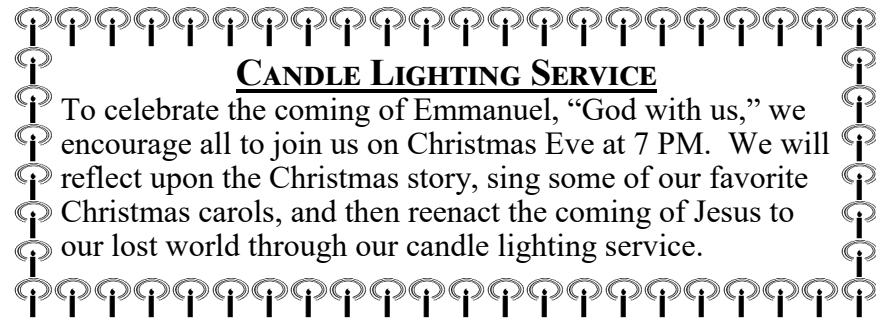 CANDLE LIGHTING SERVICE
To celebrate the coming of Emmanuel, “God with us,” we
encourage all to join us on Christmas Eve at 7 PM.  We will
reflect upon the Christmas story, sing some of our favorite
Christmas carols, and then reenact the coming of Jesus to
our lost world through our candle lighting service.